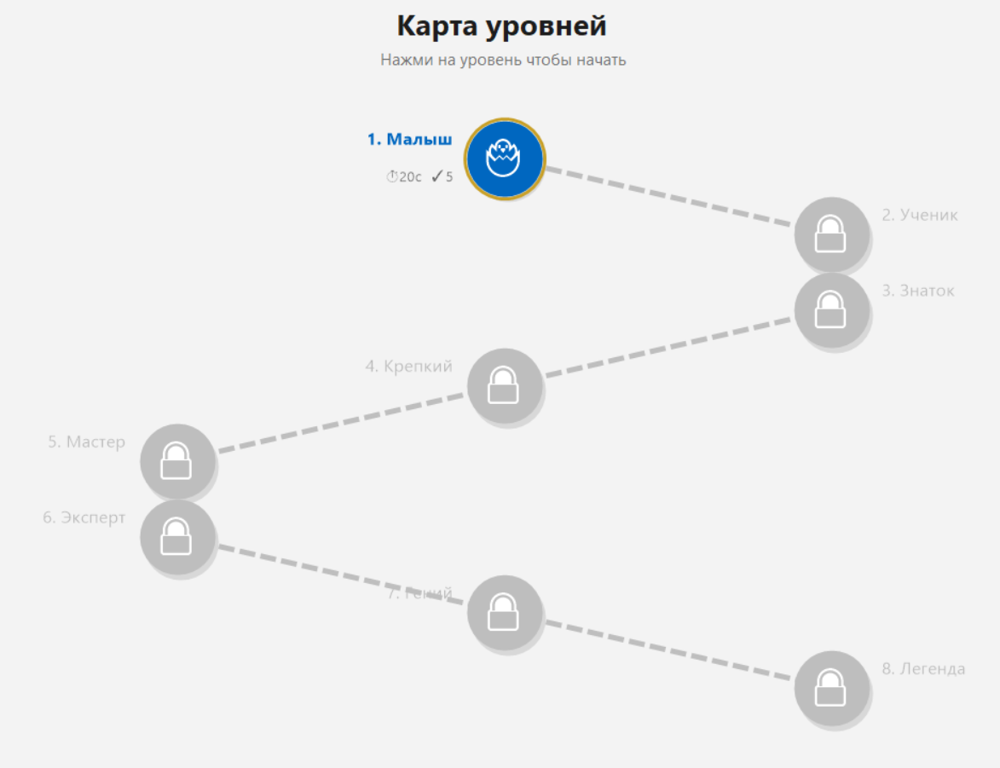 Карта уровней
Нажми на уровень чтобы начать
1. Малыш
⏱20с ✓5
2. Ученик
3. Знаток
4. Крепкий
5. Мастер
6. Эксперт
7. Гений
8. Легенда